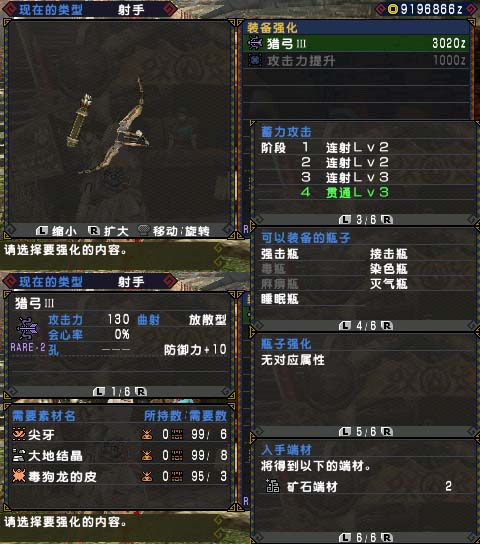 现在的类型 射手
9196866z
装备强化
猎弓Ⅲ 3020z
攻击力提升 1000z
L 缩小 R 扩大 移动/旋转
请选择要强化的内容。
蓄力攻击
阶段 1 连射Lv2
2 连射Lv2
3 连射Lv3
4 贯通Lv3
L 3/6 R
可以装备的瓶子
强击瓶 接击瓶
毒瓶 染色瓶
麻痹瓶 灭气瓶
睡眠瓶
L 4/6 R
瓶子强化
无对应属性
L 5/6 R
入手端材
将得到以下的端材。
矿石端材 2
L 6/6 R
现在的类型 射手
猎弓Ⅲ
攻击力 130 曲射 放散型
会心率 0%
RARE-2 孔 --- 防御力+10
L 1/6 R
需要素材名 所持数/需要数
尖牙 0 99/ 6
大地结晶 0 99/ 8
毒狗龙的皮 0 95/ 3
请选择要强化的内容。